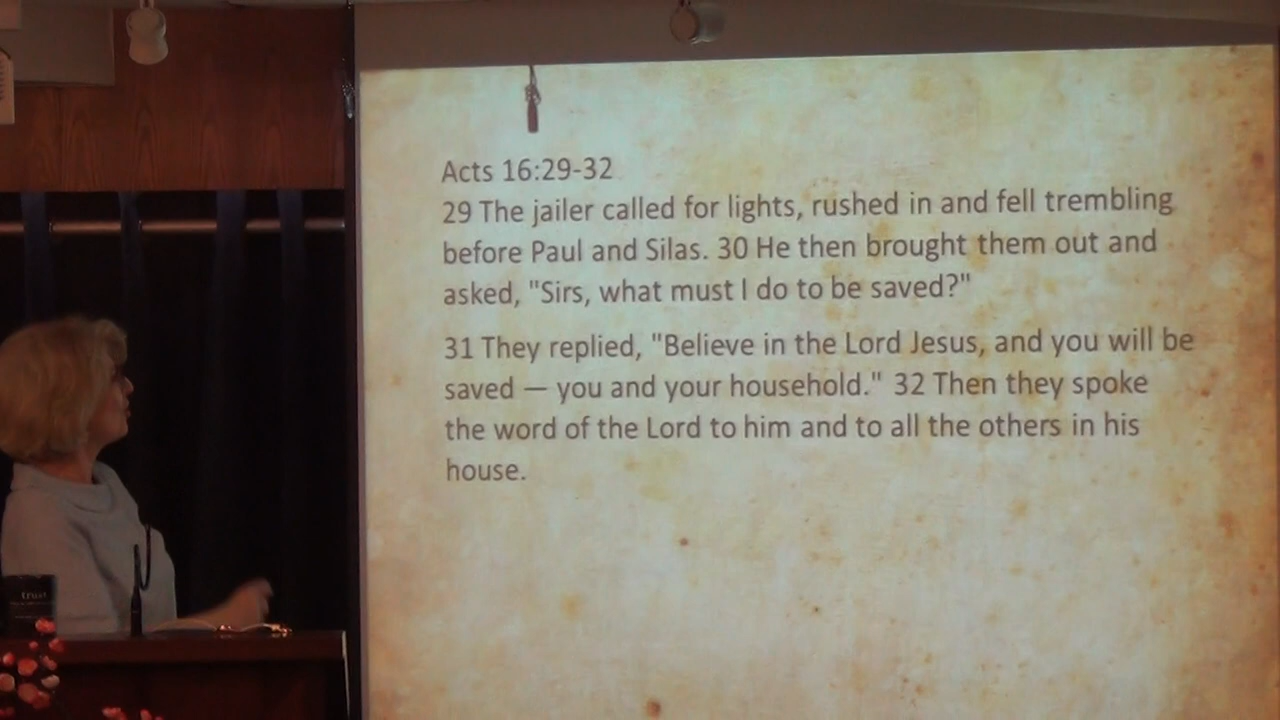 Acts 16:29-32
29 The jailer called for lights, rushed in and fell trembling
before Paul and Silas. 30 He then brought them out and
asked, "Sirs, what must I do to be saved?"
31 They replied, "Believe in the Lord Jesus, and you will be
saved — you and your household." 32 Then they spoke
the word of the Lord to him and to all the others in his
house.
trust